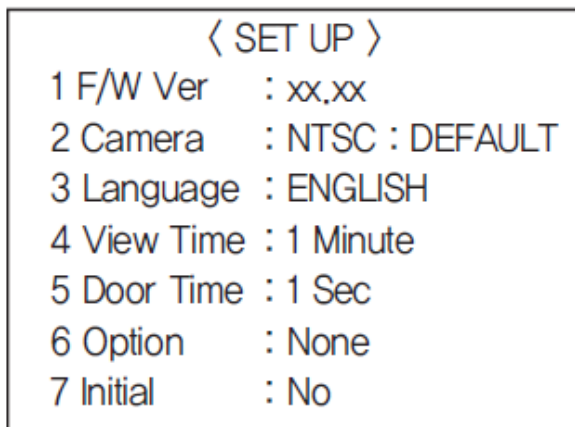 〈 SET UP 〉
1 F/W Ver : xx.xx
2 Camera : NTSC : DEFAULT
3 Language : ENGLISH
4 View Time : 1 Minute
5 Door Time : 1 Sec
6 Option : None
7 Initial : No